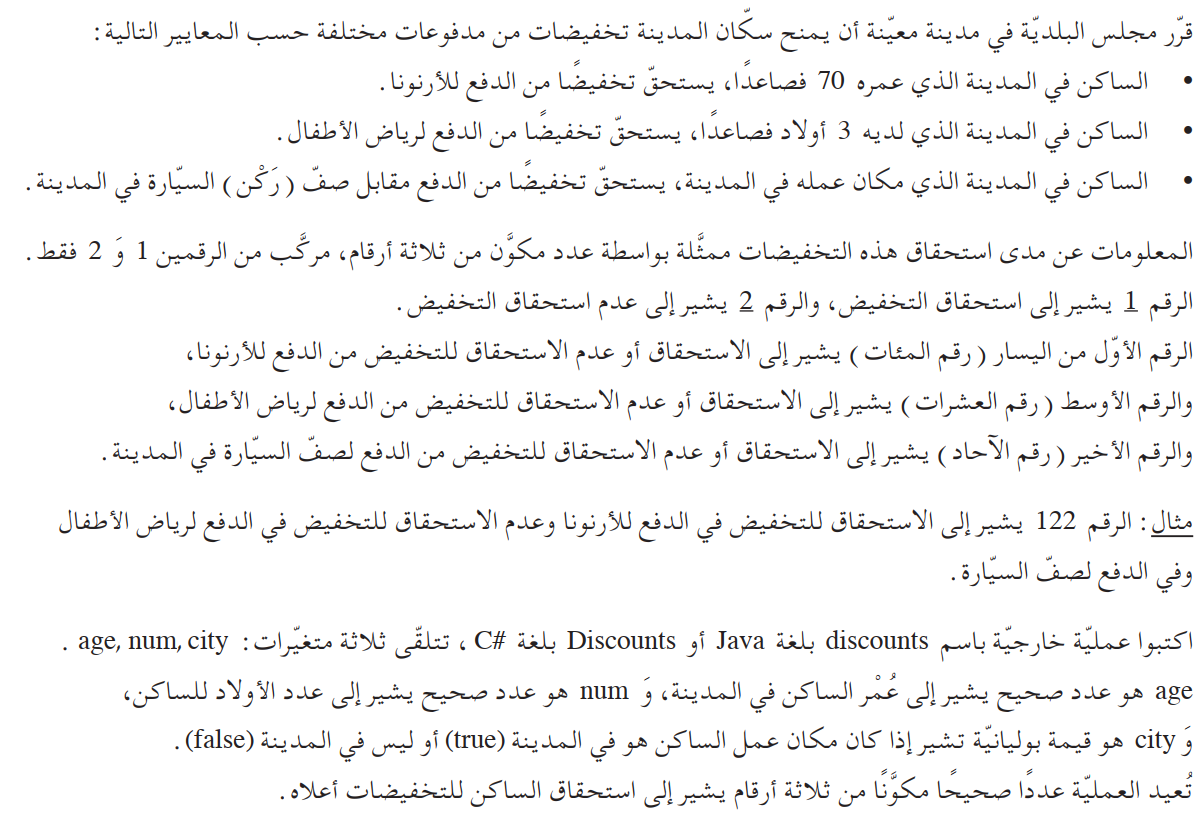 قرّر مجلس البلديّة في مدينة معيّنة أن يمنح سكّان المدينة تخفيضات من مدفوعات مختلفة حسب المعايير التالية:
• الساكن في المدينة الذي عمره 70 فصاعدًا، يستحقّ تخفيضًا من الدفع للأرنونا.
• الساكن في المدينة الذي لديه 3 أولاد فصاعدًا، يستحقّ تخفيضًا من الدفع لرياض الأطفال.
• الساكن في المدينة الذي مكان عمله في المدينة، يستحقّ تخفيضًا من الدفع مقابل صفّ (رَكْن) السيّارة في المدينة.
المعلومات عن مدى استحقاق هذه التخفيضات ممثَّلة بواسطة عدد مكوَّن من ثلاثة أرقام، مركَّب من الرقمين 1 وَ 2 فقط.
الرقم 1 يشير إلى استحقاق التخفيض، والرقم 2 يشير إلى عدم استحقاق التخفيض.
الرقم الأوّل من اليسار (رقم المئات) يشير إلى الاستحقاق أو عدم الاستحقاق للتخفيض من الدفع للأرنونا،
والرقم الأوسط (رقم العشرات) يشير إلى الاستحقاق أو عدم الاستحقاق للتخفيض من الدفع لرياض الأطفال،
والرقم الأخير (رقم الآحاد) يشير إلى الاستحقاق أو عدم الاستحقاق للتخفيض من الدفع لصفّ السيّارة في المدينة.
مثال: الرقم 122 يشير إلى الاستحقاق للتخفيض في الدفع للأرنونا وعدم الاستحقاق للتخفيض في الدفع لرياض الأطفال
وفي الدفع لصفّ السيّارة.
اكتبوا عمليّة خارجيّة باسم discounts بلغة Java أو Discounts بلغة C#، تتلقّى ثلاثة متغيّرات: age, num, city.
age هو عدد صحيح يشير إلى عُمْر الساكن في المدينة، وَ num هو عدد صحيح يشير إلى عدد الأولاد للساكن،
وَ city هو قيمة بوليانيّة تشير إذا كان مكان عمل الساكن هو في المدينة (true) أو ليس في المدينة (false).
تُعيد العمليّة عددًا صحيحًا مكوَّنًا من ثلاثة أرقام يشير إلى استحقاق الساكن للتخفيضات أعلاه.